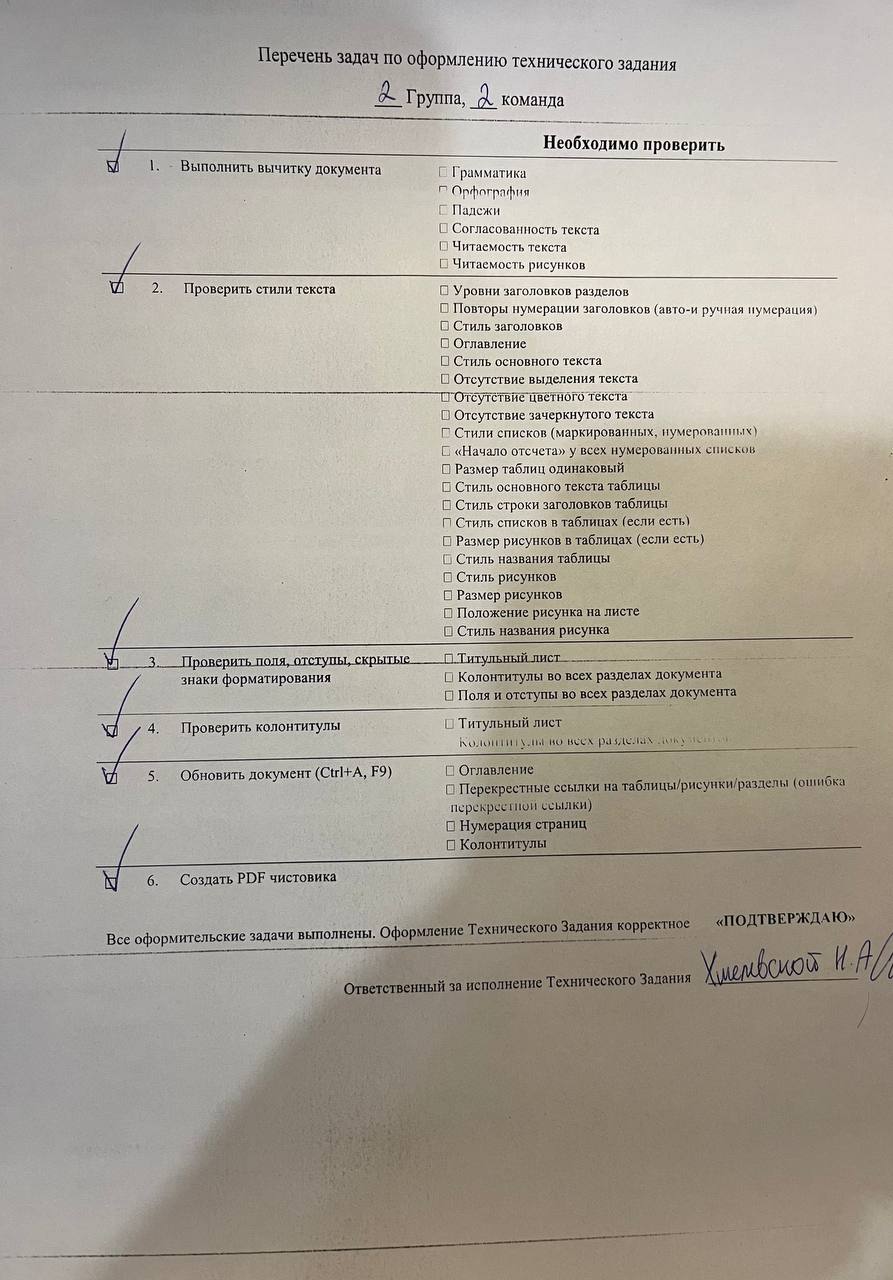 Перечень задач по оформлению технического задания
2 Группа, 2 команда
Необходимо проверить
1. Выполнить вычитку документа
☐ Грамматика
☐ Орфография
☐ Падежи
☐ Согласованность текста
☐ Читаемость текста
☐ Читаемость рисунков
2. Проверить стили текста
☐ Уровни заголовков разделов
☐ Повторы нумерации заголовков (авто-и ручная нумерация)
☐ Стиль заголовков
☐ Оглавление
☐ Стиль основного текста
☐ Отсутствие выделения текста
☐ Отсутствие цветного текста
☐ Отсутствие зачеркнутого текста
☐ Стили списков (маркированных, нумерованных)
☐ «Начало отсчета» у всех нумерованных списков
☐ Размер таблиц одинаковый
☐ Стиль основного текста таблицы
☐ Стиль строки заголовков таблицы
☐ Стиль списков в таблицах (если есть)
☐ Размер рисунков в таблицах (если есть)
☐ Стиль названия таблицы
☐ Стиль рисунков
☐ Размер рисунков
☐ Положение рисунка на листе
☐ Стиль названия рисунка
3. Проверить поля, отступы, скрытые
знаки форматирования
☐ Титульный лист
☐ Колонтитулы во всех разделах документа
☐ Поля и отступы во всех разделах документа
4. Проверить колонтитулы
☐ Титульный лист
Колонтитулы во всех разделах документа
5. Обновить документ (Ctrl+A, F9)
☐ Оглавление
☐ Перекрестные ссылки на таблицы/рисунки/разделы (ошибка
перекрестной ссылки)
☐ Нумерация страниц
☐ Колонтитулы
6. Создать PDF чистовика
Все оформительские задачи выполнены. Оформление Технического Задания корректное «ПОДТВЕРЖДАЮ»
Ответственный за исполнение Технического Задания Хмелевской Н.А